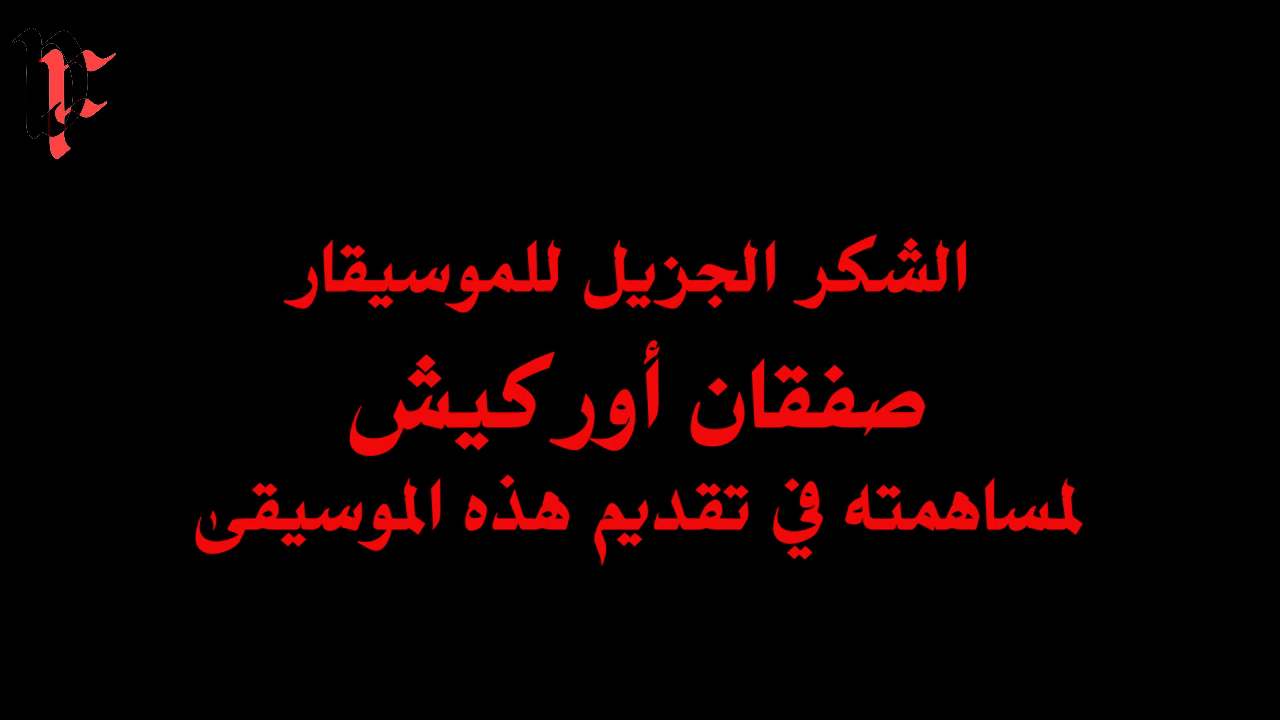 الشكر الجزيل للموسيقار
صفقان أوركيش
لمساهمته في تقديم هذه الموسيقى